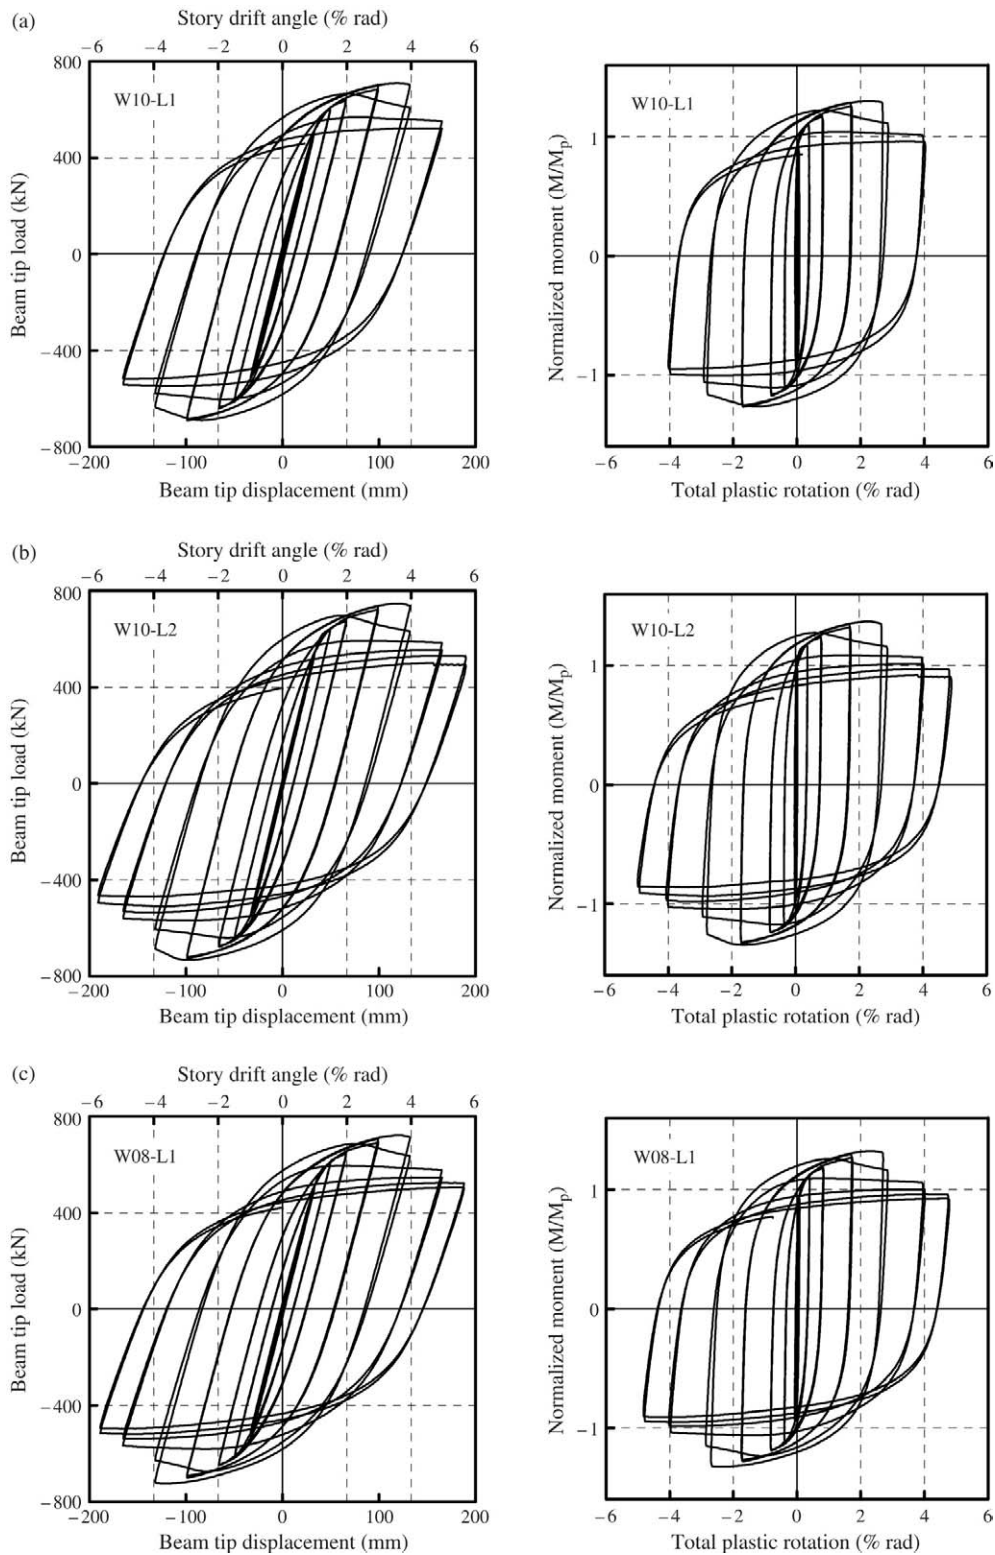 (a)
Story drift angle (% rad)
−6 −4 −2 0 2 4 6
800
400
0
−400
−800
Beam tip load (kN)
W10-L1
−200 −100 0 100 200
Beam tip displacement (mm)
W10-L1
Normalized moment (M/Mp)
1
0
−1
−6 −4 −2 0 2 4 6
Total plastic rotation (% rad)
(b)
Story drift angle (% rad)
−6 −4 −2 0 2 4 6
800
400
0
−400
−800
Beam tip load (kN)
W10-L2
−200 −100 0 100 200
Beam tip displacement (mm)
W10-L2
Normalized moment (M/Mp)
1
0
−1
−6 −4 −2 0 2 4 6
Total plastic rotation (% rad)
(c)
Story drift angle (% rad)
−6 −4 −2 0 2 4 6
800
400
0
−400
−800
Beam tip load (kN)
W08-L1
−200 −100 0 100 200
Beam tip displacement (mm)
W08-L1
Normalized moment (M/Mp)
1
0
−1
−6 −4 −2 0 2 4 6
Total plastic rotation (% rad)